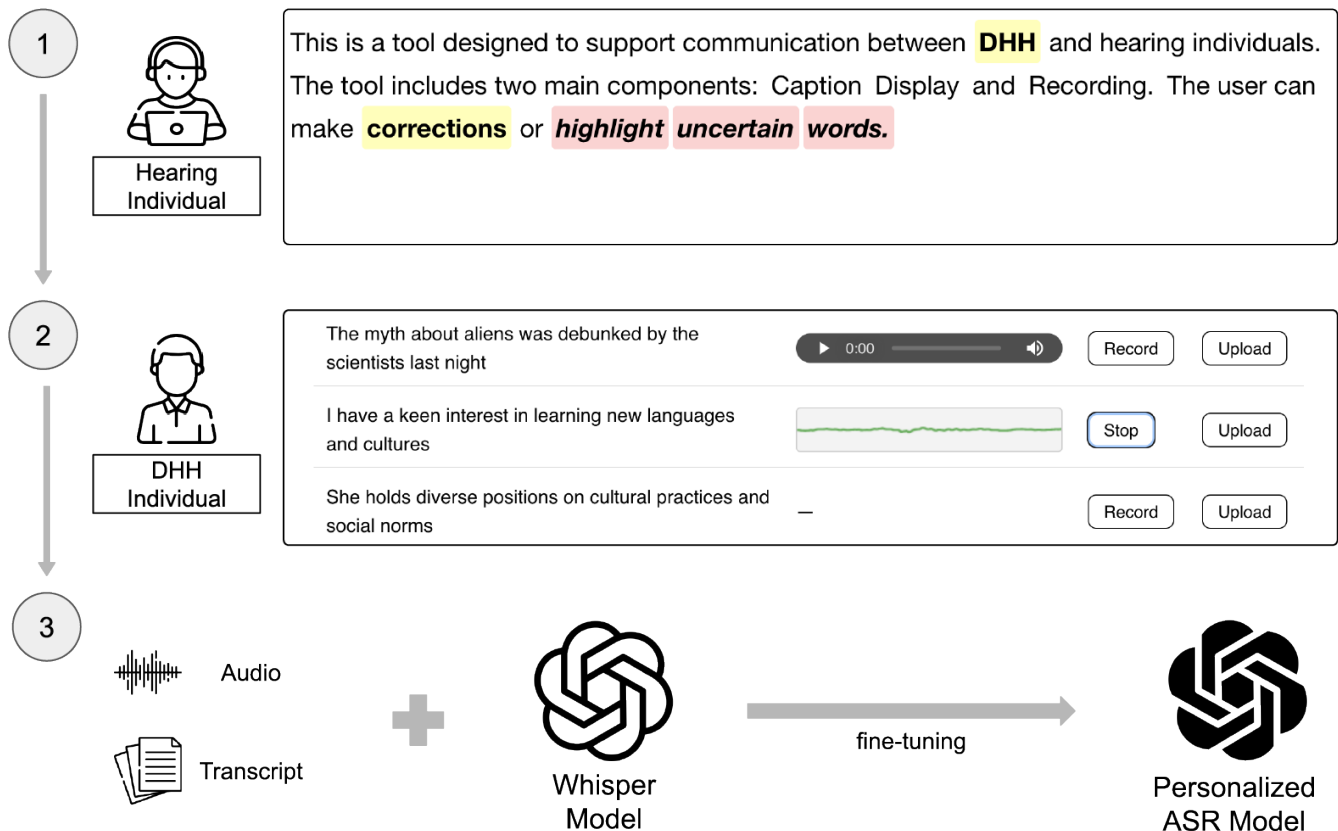 1
This is a tool designed to support communication between DHH and hearing individuals.
The tool includes two main components: Caption Display and Recording. The user can
make corrections or highlight uncertain words.
Hearing
Individual
2
The myth about aliens was debunked by the
scientists last night
0:00
Record
Upload
I have a keen interest in learning new languages
and cultures
Stop
Upload
She holds diverse positions on cultural practices and
social norms
—
Record
Upload
DHH
Individual
3
Audio
Transcript
Whisper
Model
fine-tuning
Personalized
ASR Model